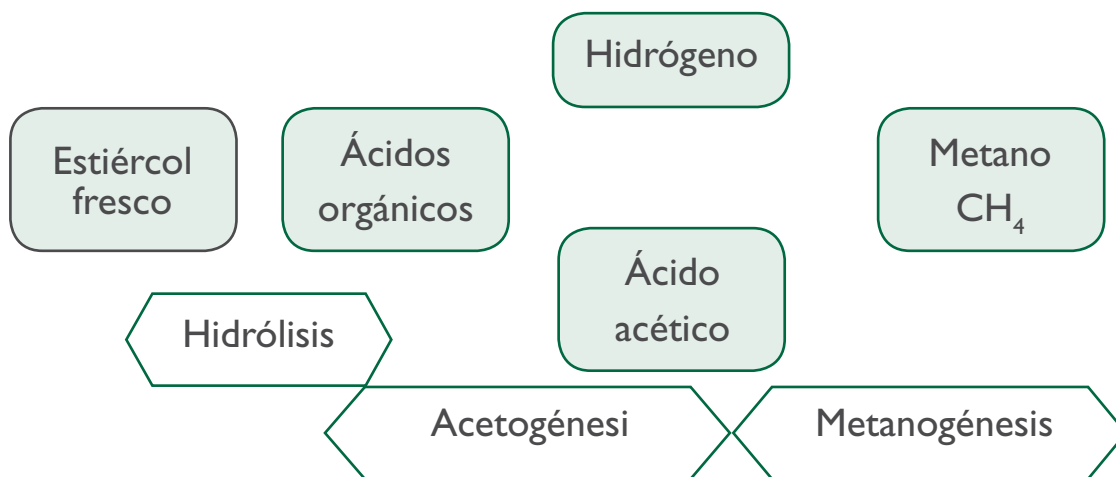 Hidrógeno
Estiércol
fresco
Ácidos
orgánicos
Metano
CH₄
Ácido
acético
Hidrólisis
Acetogénesi
Metanogénesis